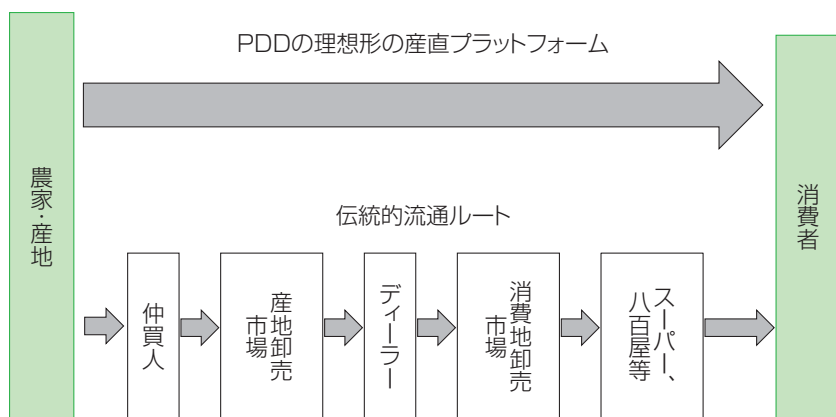 PDDの理想形の産直プラットフォーム
農家・産地
消費者
伝統的流通ルート
仲買人
産地卸売
市場
ディーラー
消費地卸売
市場
スーパー、
八百屋等